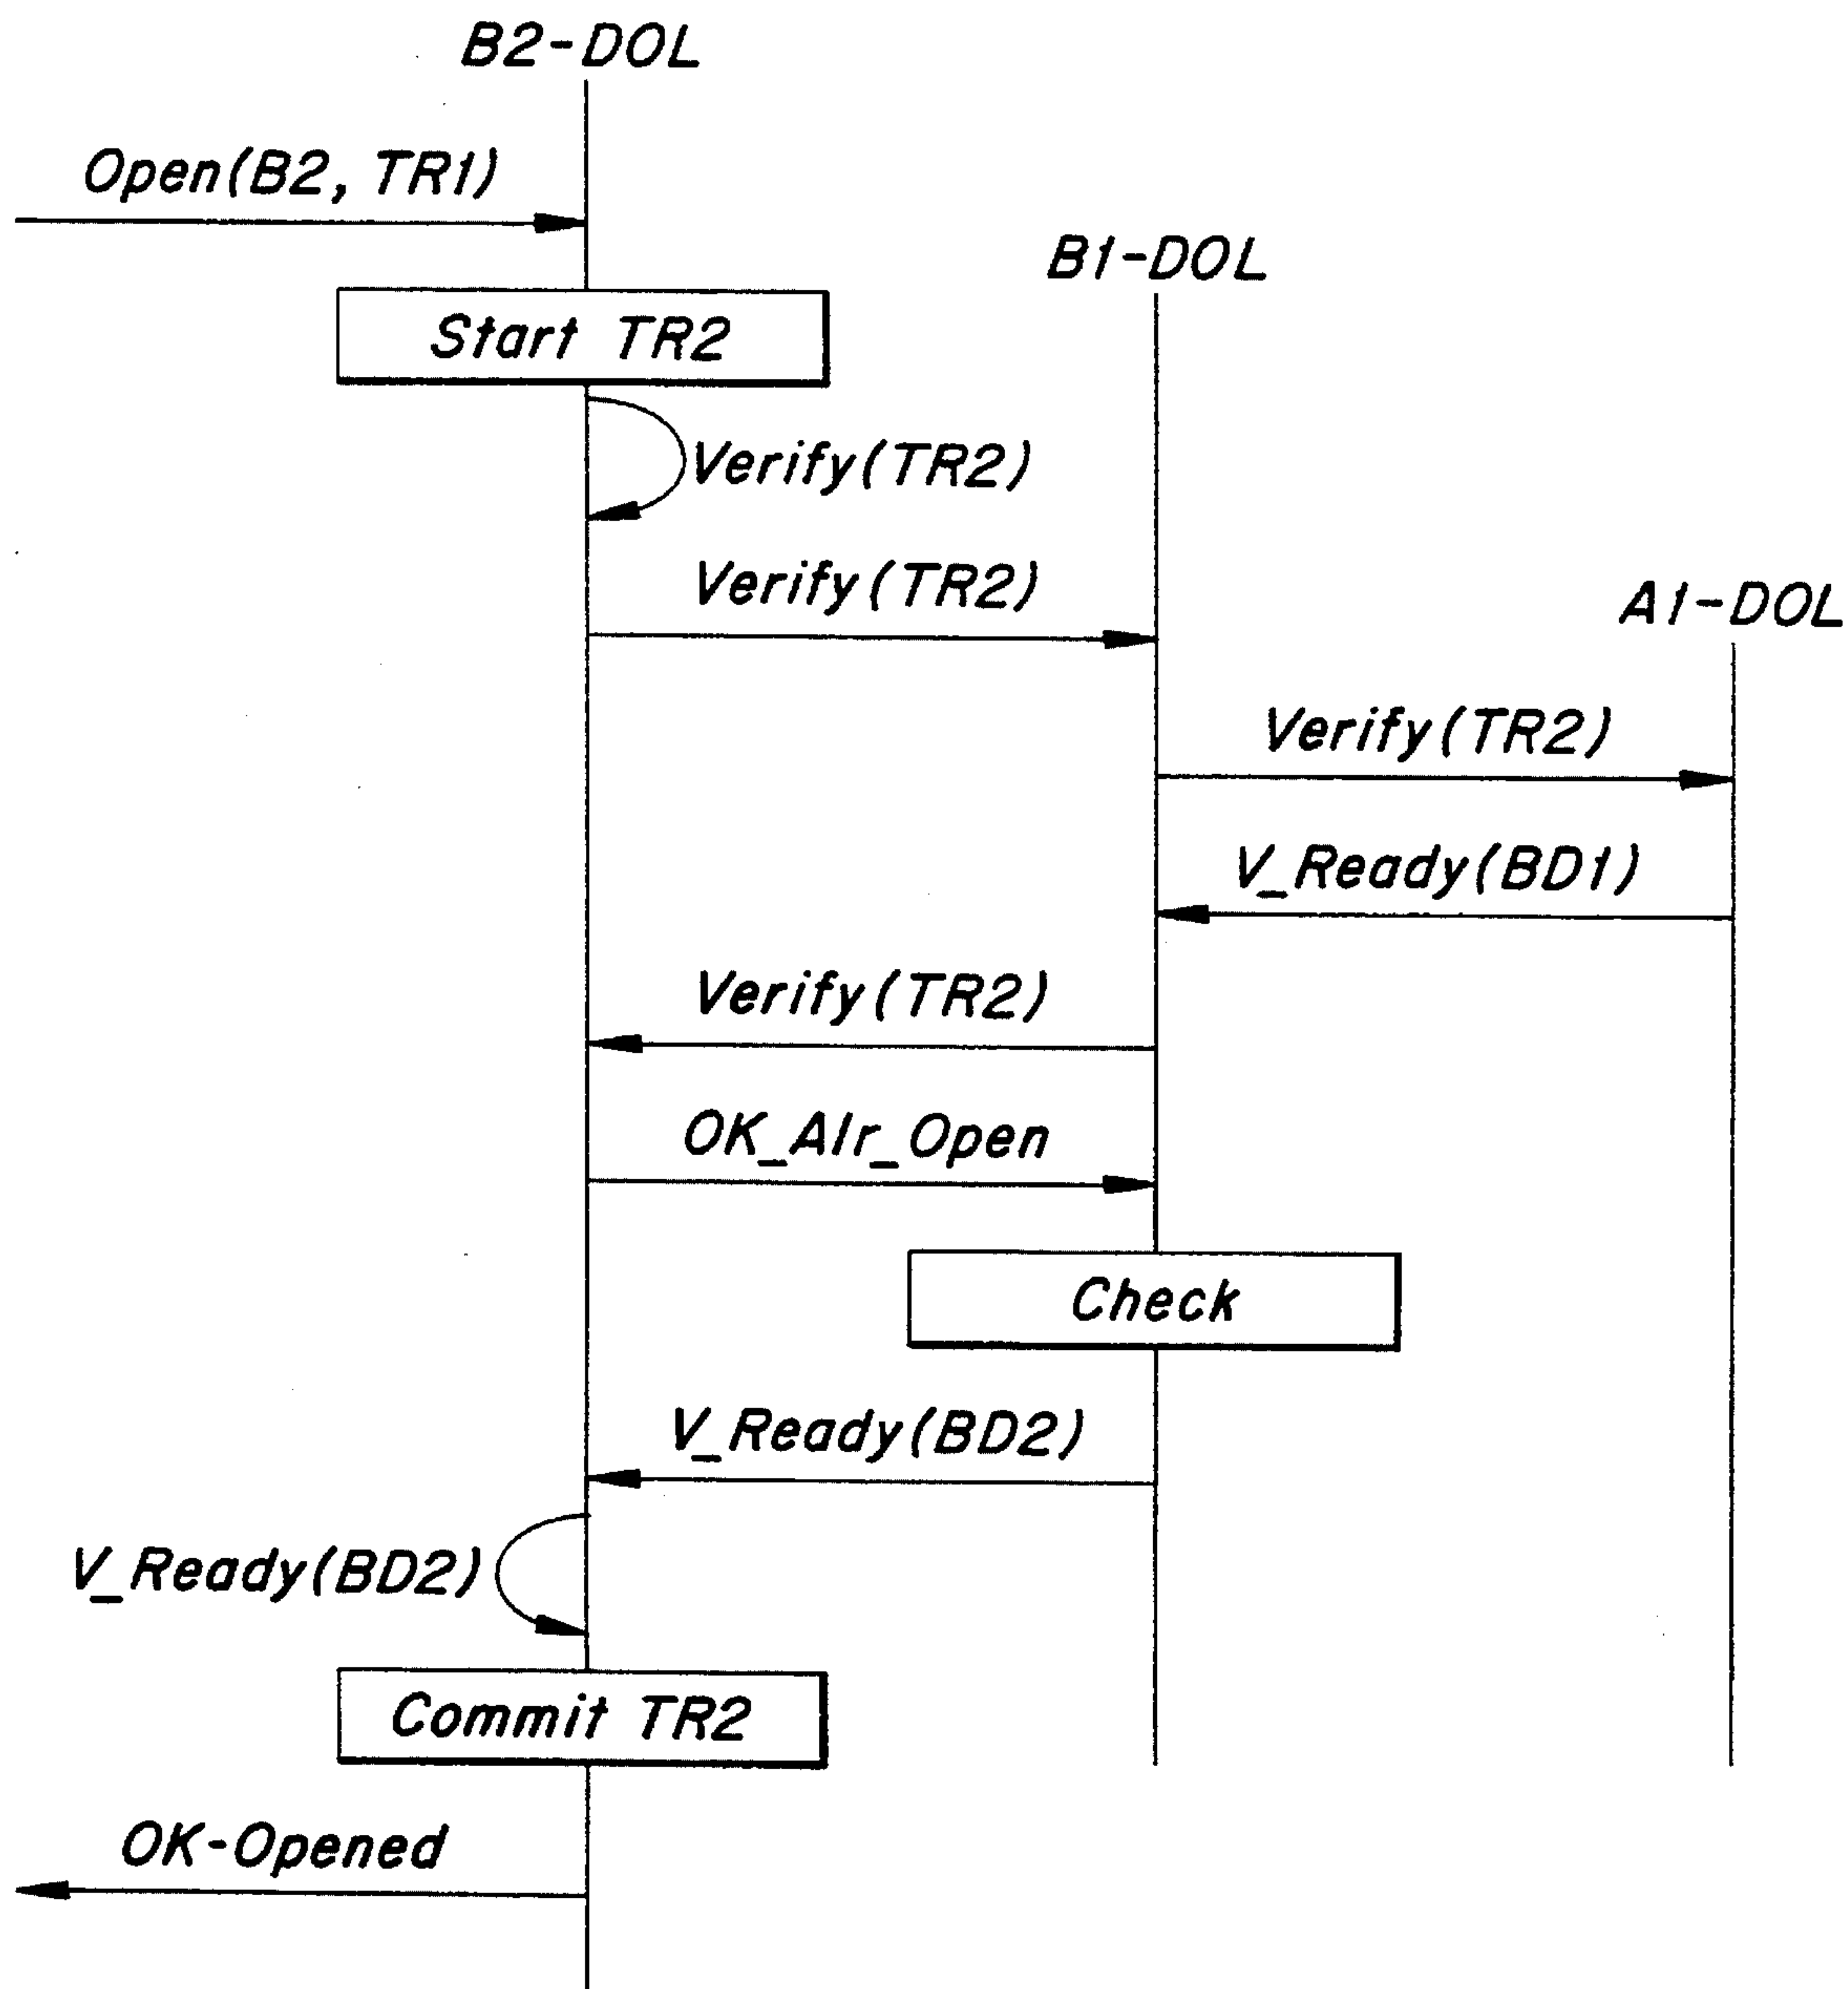 B2-DOL
Open(B2, TR1)
B1-DOL
Start TR2
Verify(TR2)
Verify(TR2)
A1-DOL
Verify(TR2)
V_Ready(BD1)
Verify(TR2)
OK_Alr_Open
Check
V_Ready(BD2)
V_Ready(BD2)
Commit TR2
OK-Opened